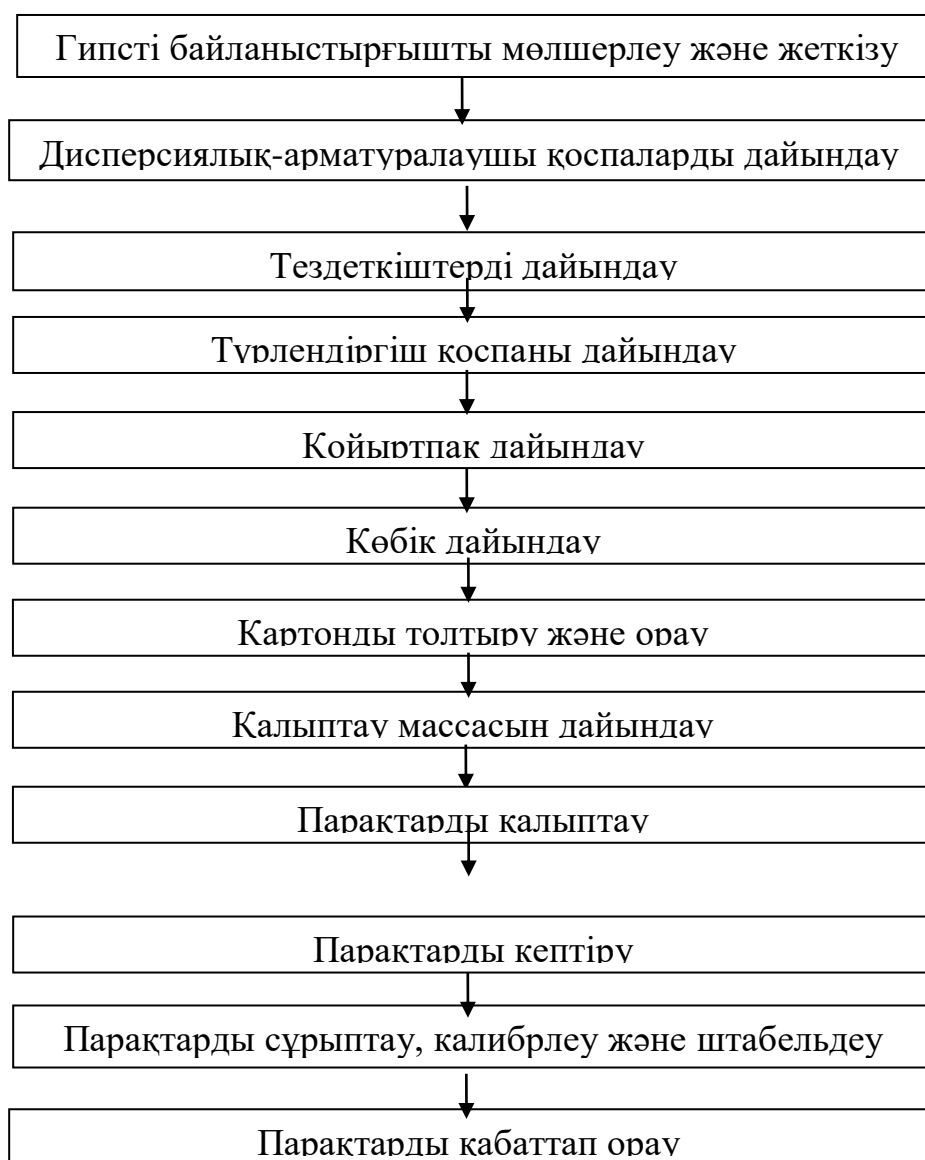 Гипсті байланыстырғышты мөлшерлеу және жеткізу
Дисперсиялық-арматуралаушы қоспаларды дайындау
Тездеткіштерді дайындау
Түрлендіргіш қоспаны дайындау
Қойыртпақ дайындау
Көбік дайындау
Картонды толтыру және орау
Қалыптау массасын дайындау
Парақтарды қалыптау
Парақтарды кептіру
Парақтарды сұрыптау, калибрлеу және штабельдеу
Парақтарды қабаттап орау